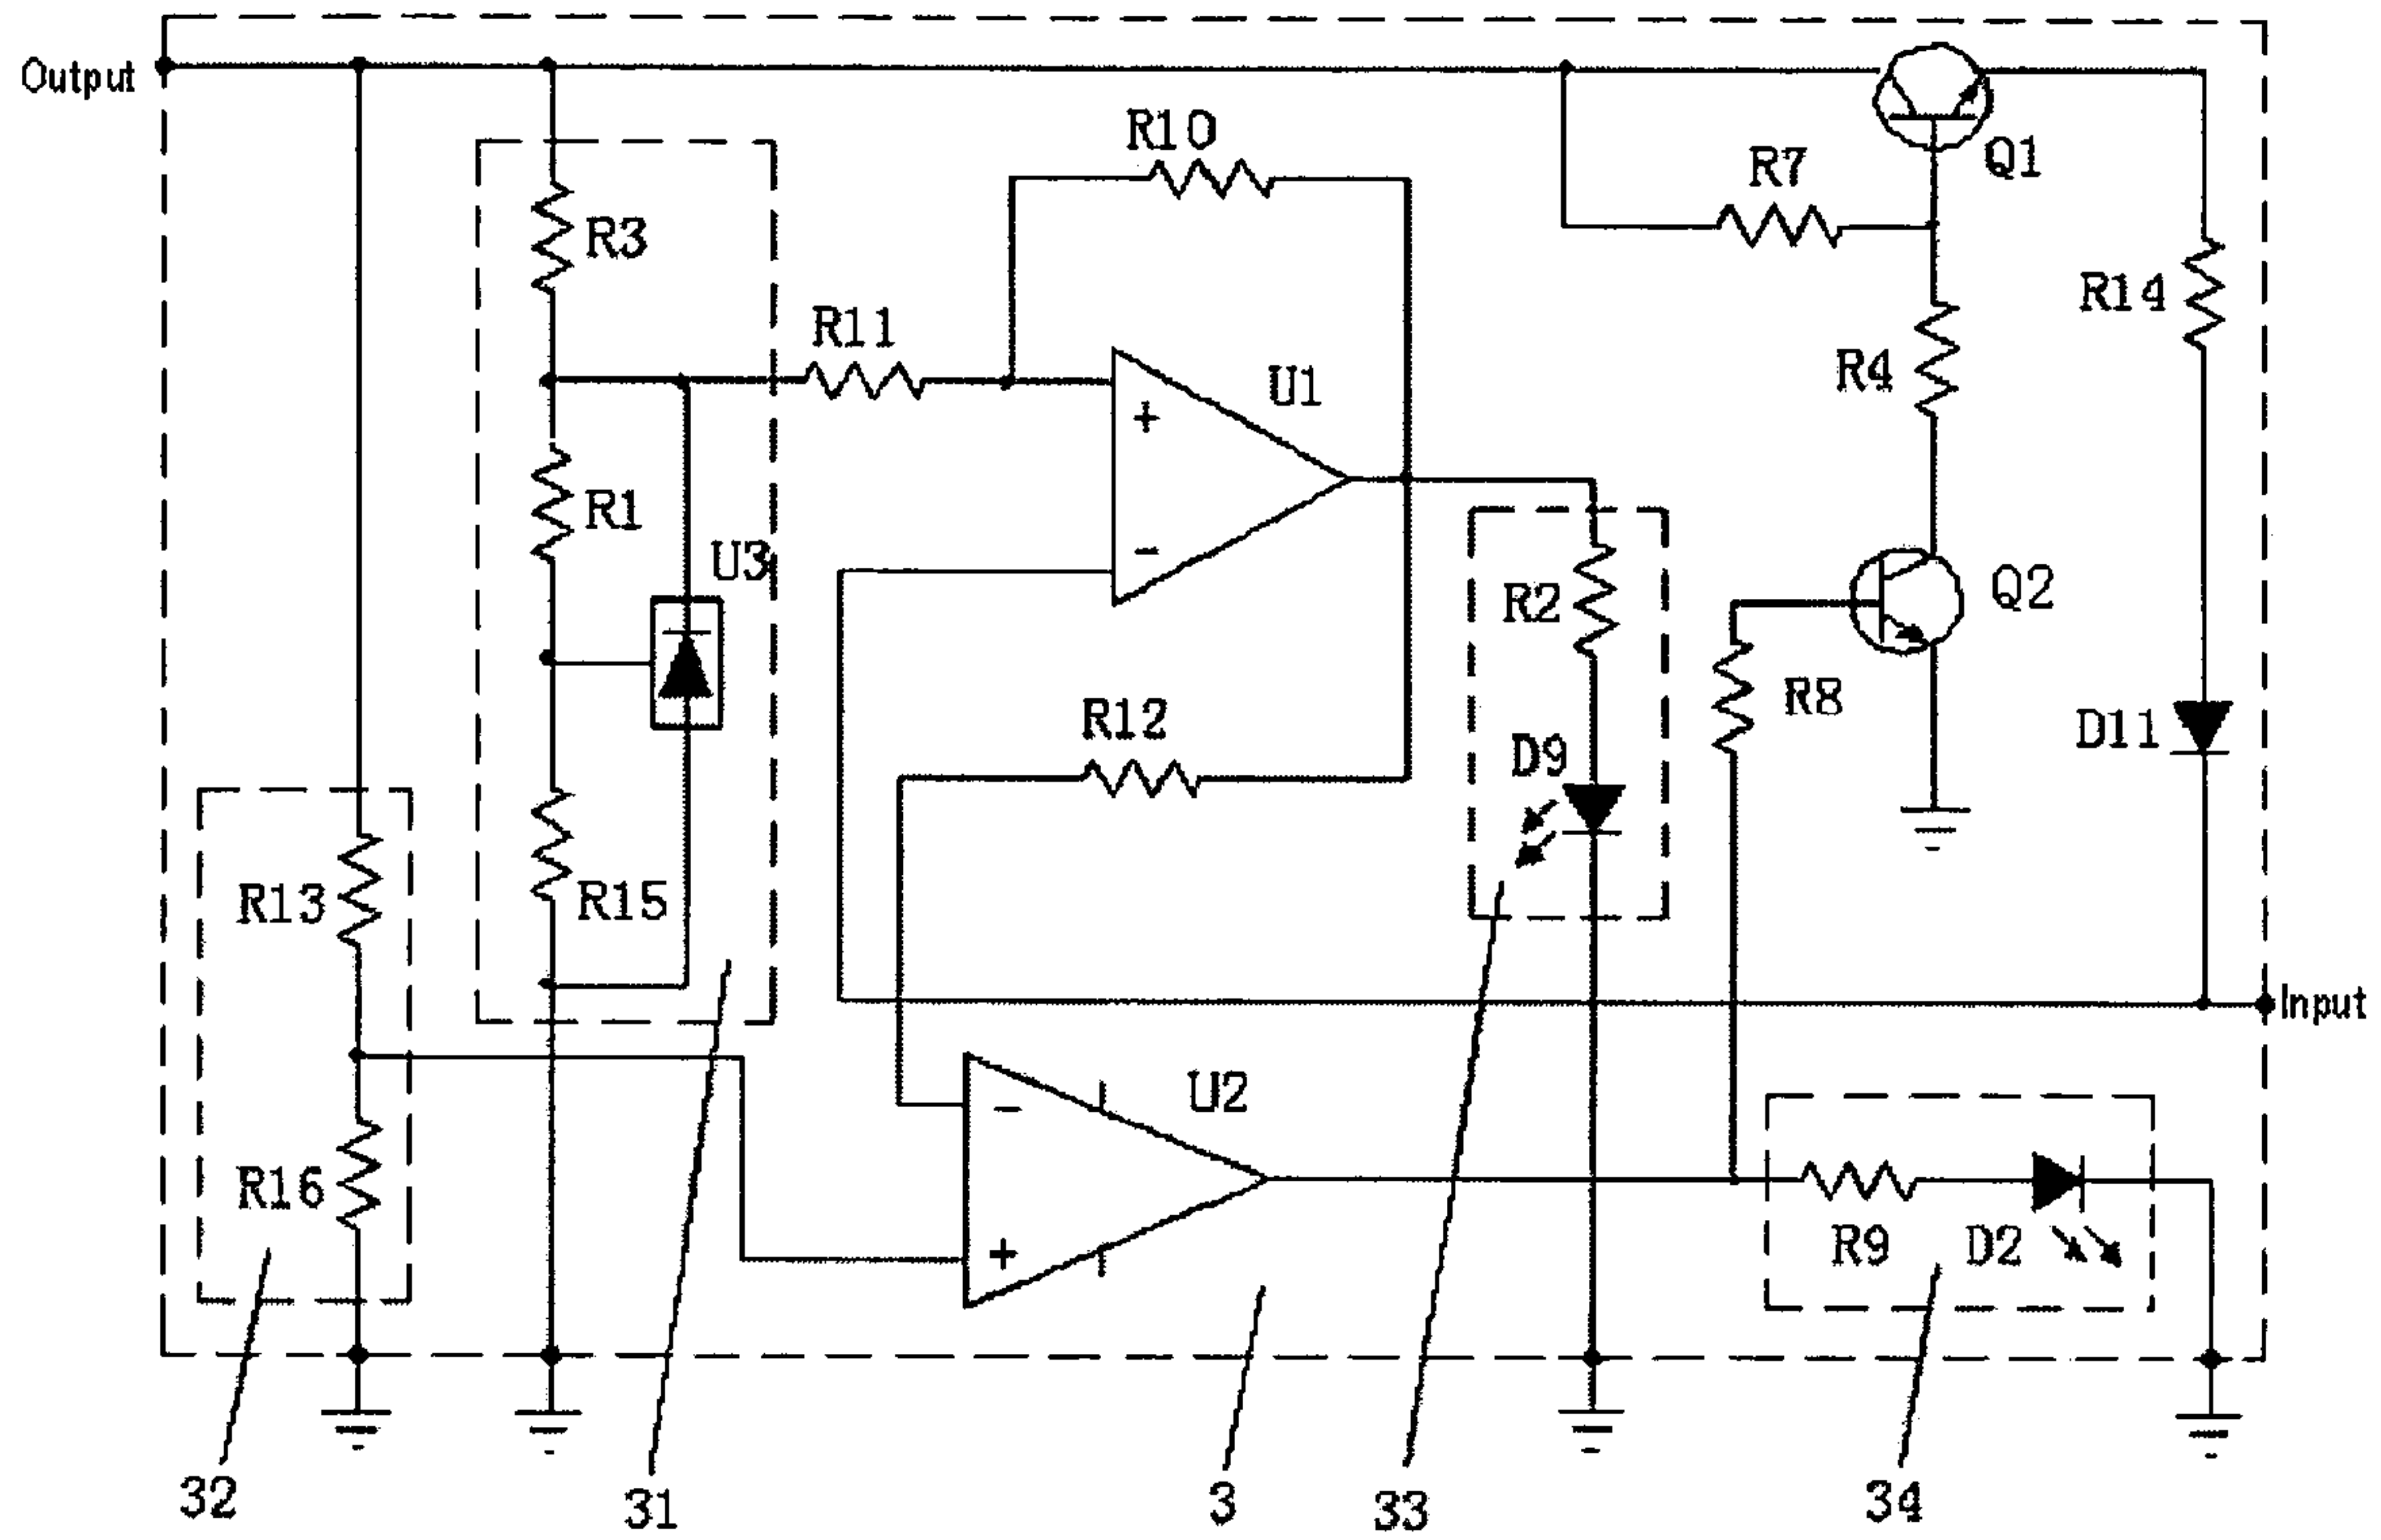 Output
R10
Q1
R7
R3
R14
R11
R4
U1
R1
U3
R2
Q2
R8
R12
D9
D11
R13
R15
Input
U2
R16
R9
D2
32
31
3
33
34
+
-
-
+